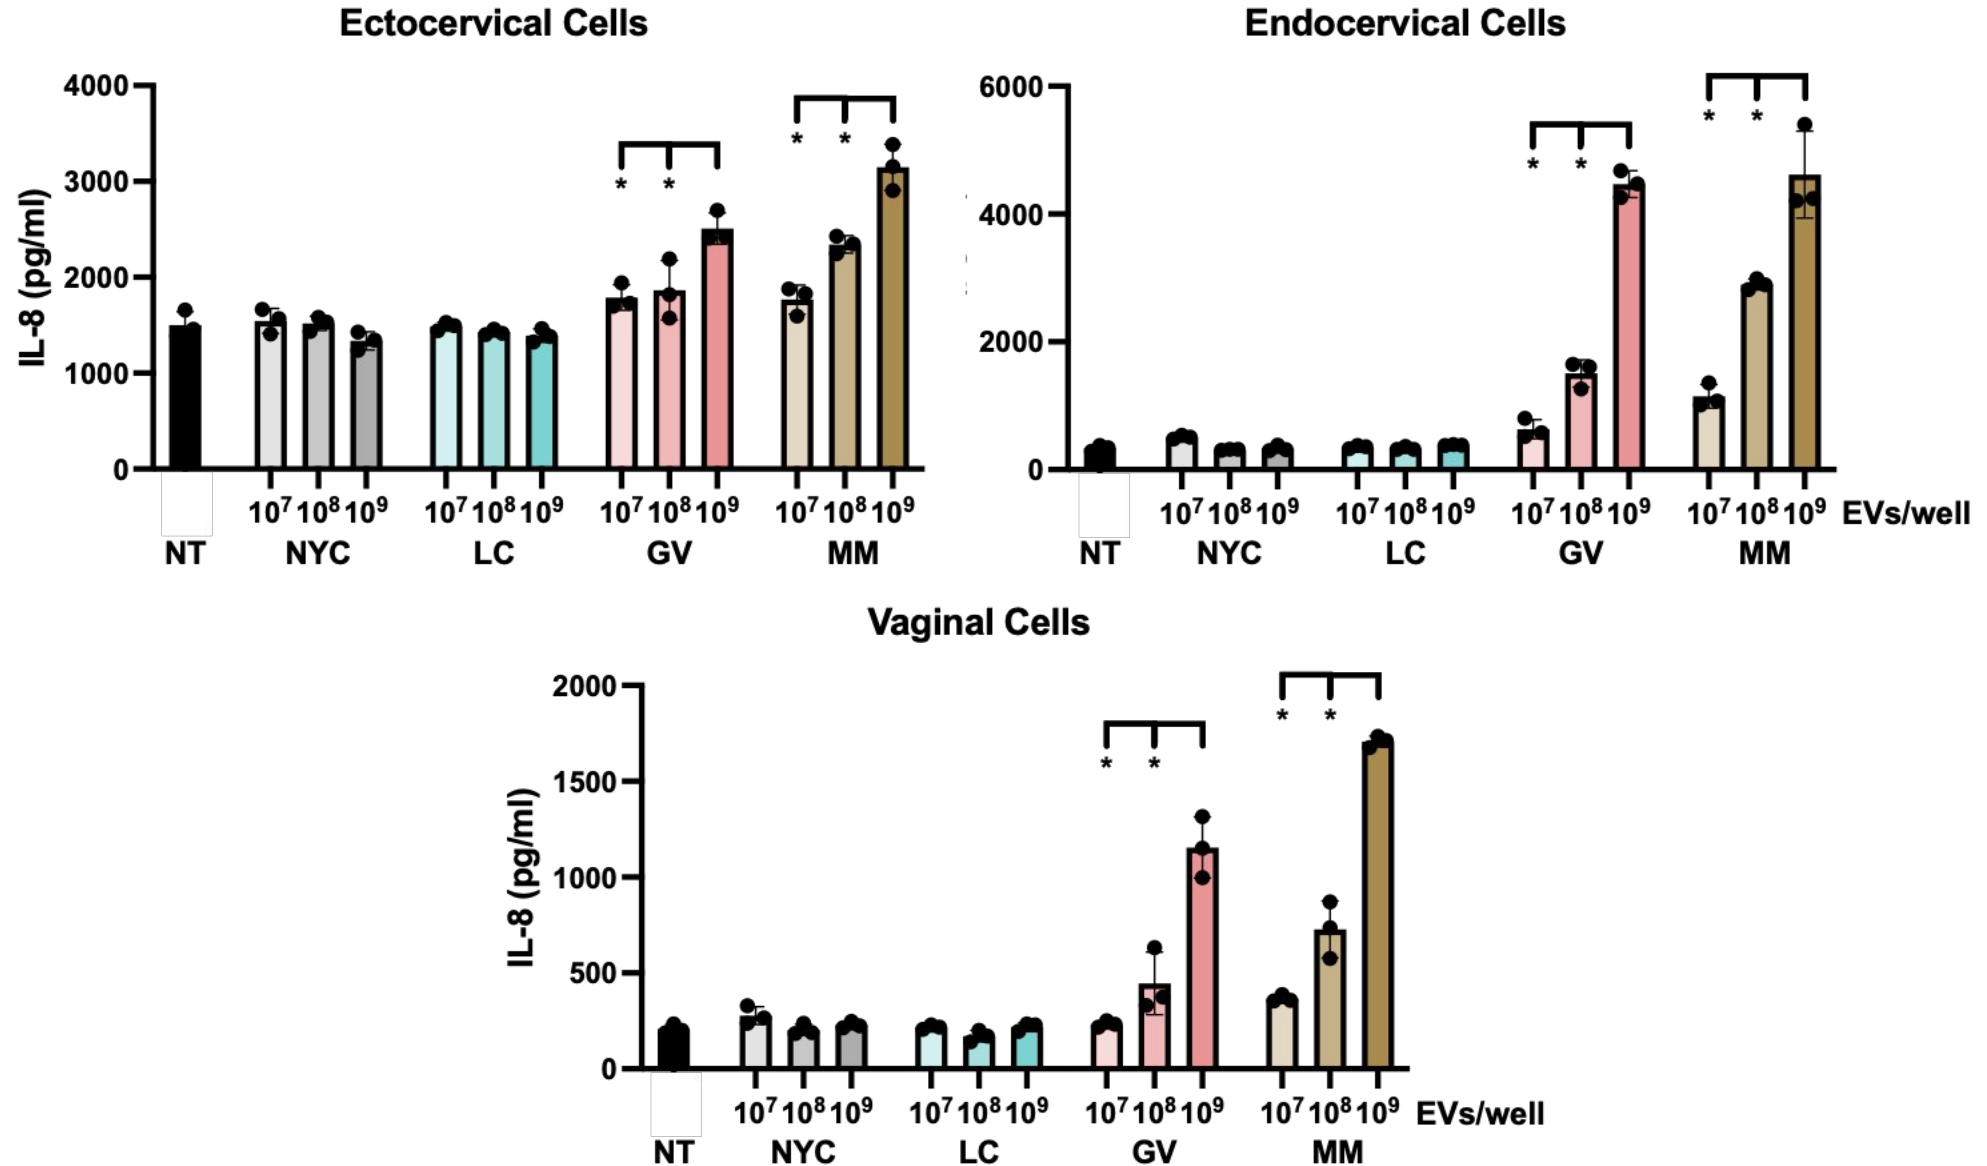 Ectocervical Cells
IL-8 (pg/ml)
4000
3000
2000
1000
0
* * * *
10⁷ 10⁸ 10⁹ 10⁷ 10⁸ 10⁹ 10⁷ 10⁸ 10⁹ 10⁷ 10⁸ 10⁹
NT NYC LC GV MM
Endocervical Cells
6000
4000
2000
0
* * * *
10⁷ 10⁸ 10⁹ 10⁷ 10⁸ 10⁹ 10⁷ 10⁸ 10⁹ 10⁷ 10⁸ 10⁹ EVs/well
NT NYC LC GV MM
Vaginal Cells
IL-8 (pg/ml)
2000
1500
1000
500
0
* * * *
10⁷ 10⁸ 10⁹ 10⁷ 10⁸ 10⁹ 10⁷ 10⁸ 10⁹ 10⁷ 10⁸ 10⁹ EVs/well
NT NYC LC GV MM